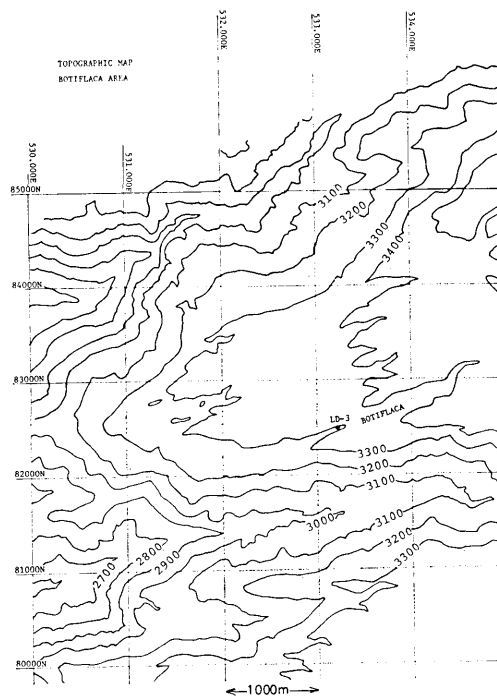 532.000E
533.000E
534.000E
TOPOGRAPHIC MAP
BOTIFLACA AREA
530.000E
531.000E
85000N
3100
3200
3300
3400
84000N
83000N
LD-3 BOTIFLACA
3300
3200
3100
82000N
3000
3100
3200
3300
2700
2800
2900
81000N
80000N
1000m